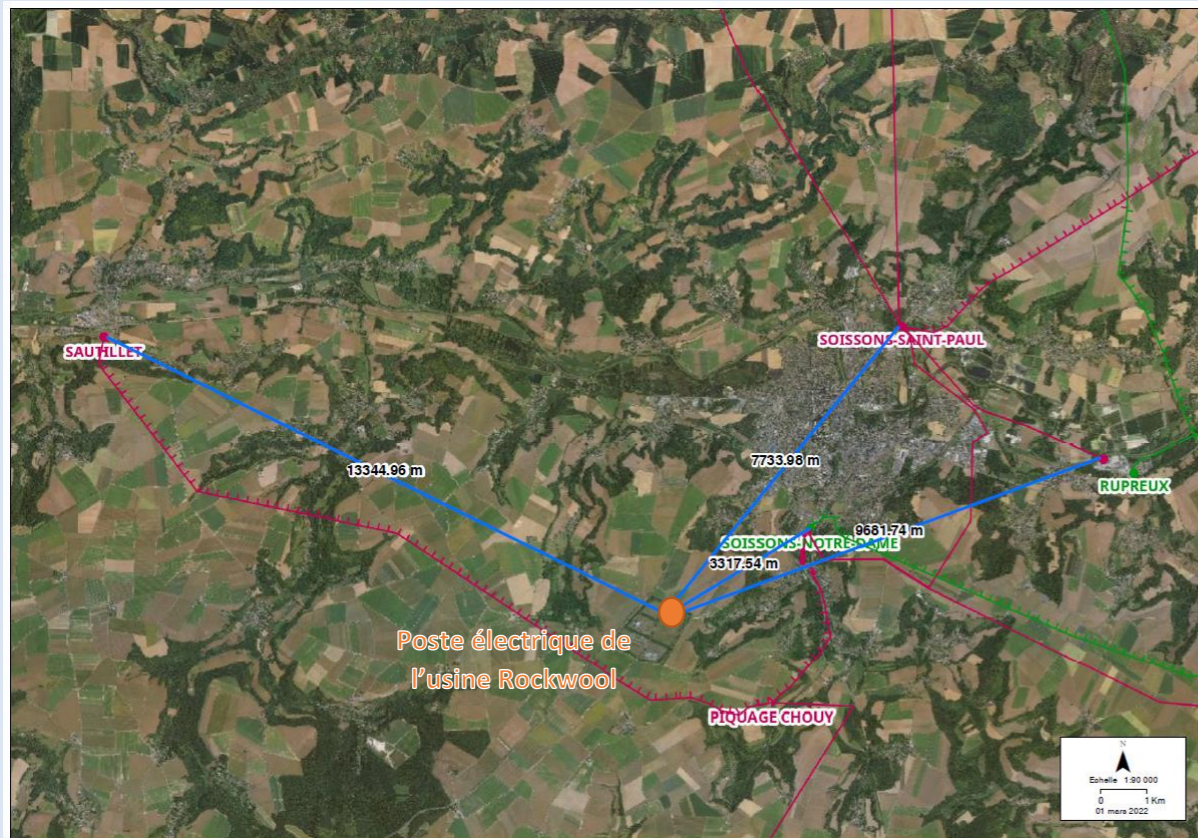 SAUTILLET
SOISSONS-SAINT-PAUL
13344.96 m
7733.98 m
RUPREUX
9681.74 m
SOISSONS-NOTRE-DAME
3317.54 m
Poste électrique de
l'usine Rockwool
PIQUAGE CHOUY
N
Echelle 1:90 000
0 1 Km
01 mars 2022